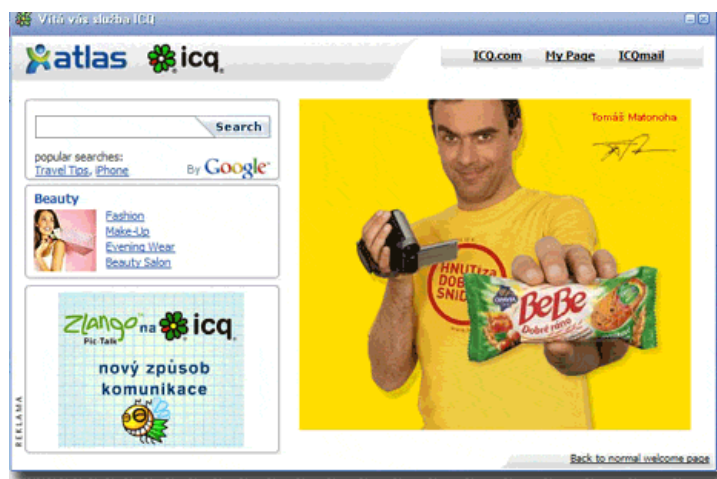 Vítá vás služba ICQ
atlas icq
ICQ.com My Page ICQmail
Search
popular searches:
Travel Tips, iPhone
By Google
Beauty
Fashion
Make-Up
Evening Wear
Beauty Salon
Zlango na icq
Pic Talk
nový způsob
komunikace
REKLAMA
Tomáš Matonoha
HNUTÍ za
DOB
SNÍD
OPAVIA
BeBe
Dobré ráno
Back to normal welcome page